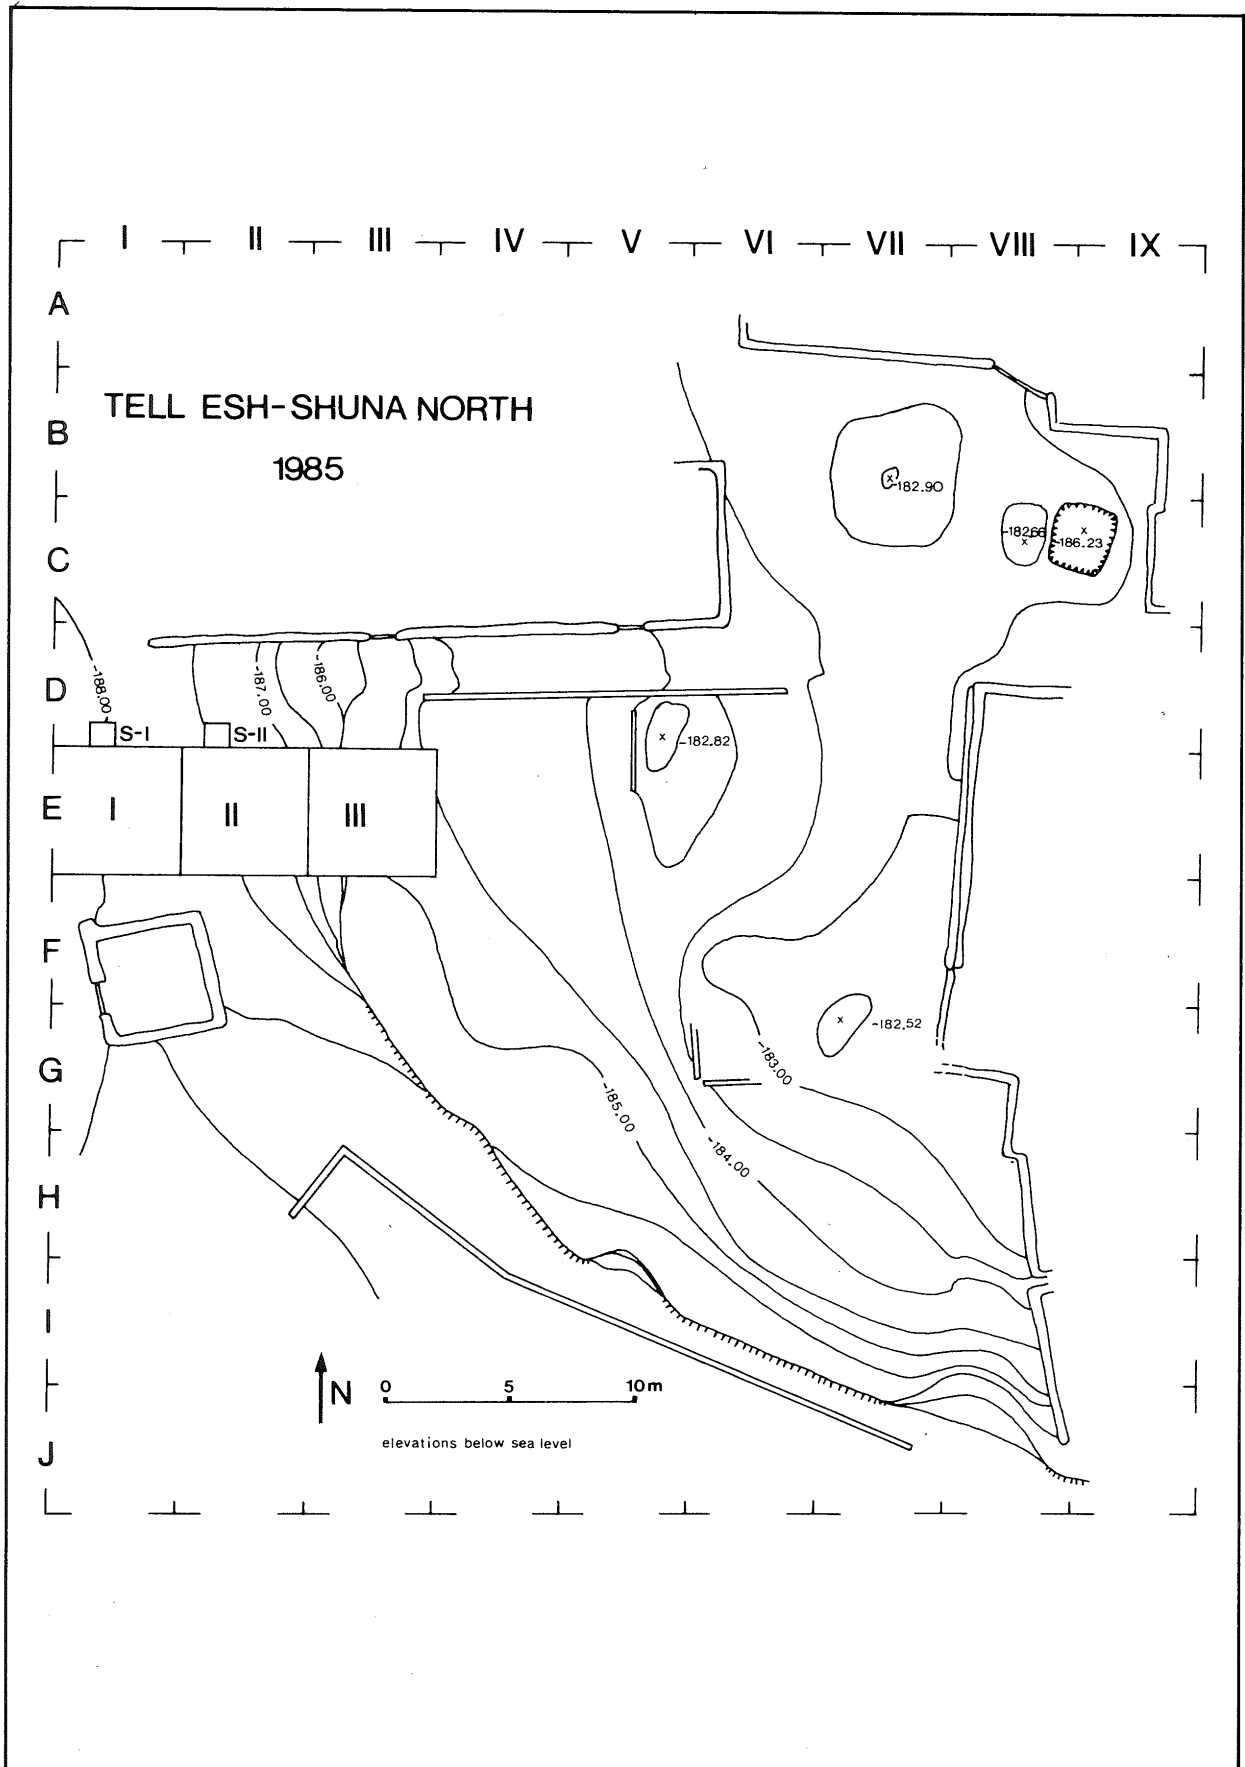 I II III IV V VI VII VIII IX
A
TELL ESH-SHUNA NORTH
B
1985
-182.90
-182.66
-186.23
C
-188.00
-187.00
-186.00
D
S-I
S-II
-182.82
E
I
II
III
F
-182.52
-183.00
G
-185.00
-184.00
H
I
N
0 5 10m
elevations below sea level
J